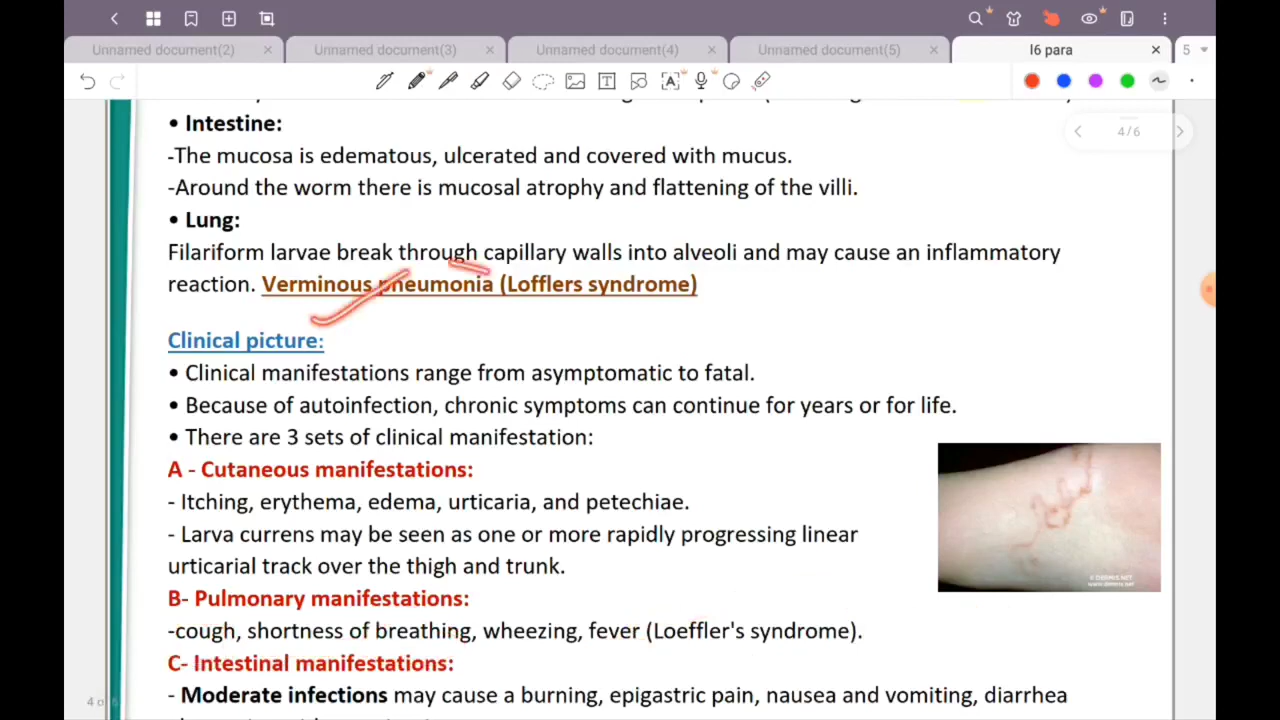 Unnamed document(2)
Unnamed document(3)
Unnamed document(4)
Unnamed document(5)
l6 para
5
4/6
• Intestine:
-The mucosa is edematous, ulcerated and covered with mucus.
-Around the worm there is mucosal atrophy and flattening of the villi.
• Lung:
Filariform larvae break through capillary walls into alveoli and may cause an inflammatory
reaction. Verminous pneumonia (Lofflers syndrome)
Clinical picture:
• Clinical manifestations range from asymptomatic to fatal.
• Because of autoinfection, chronic symptoms can continue for years or for life.
• There are 3 sets of clinical manifestation:
A - Cutaneous manifestations:
- Itching, erythema, edema, urticaria, and petechiae.
- Larva currens may be seen as one or more rapidly progressing linear
urticarial track over the thigh and trunk.
B- Pulmonary manifestations:
-cough, shortness of breathing, wheezing, fever (Loeffler's syndrome).
C- Intestinal manifestations:
- Moderate infections may cause a burning, epigastric pain, nausea and vomiting, diarrhea